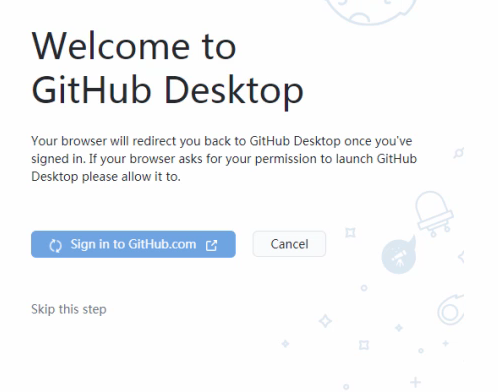 Welcome to
GitHub Desktop
Your browser will redirect you back to GitHub Desktop once you've
signed in. If your browser asks for your permission to launch GitHub
Desktop please allow it to.
Sign in to GitHub.com
Cancel
Skip this step